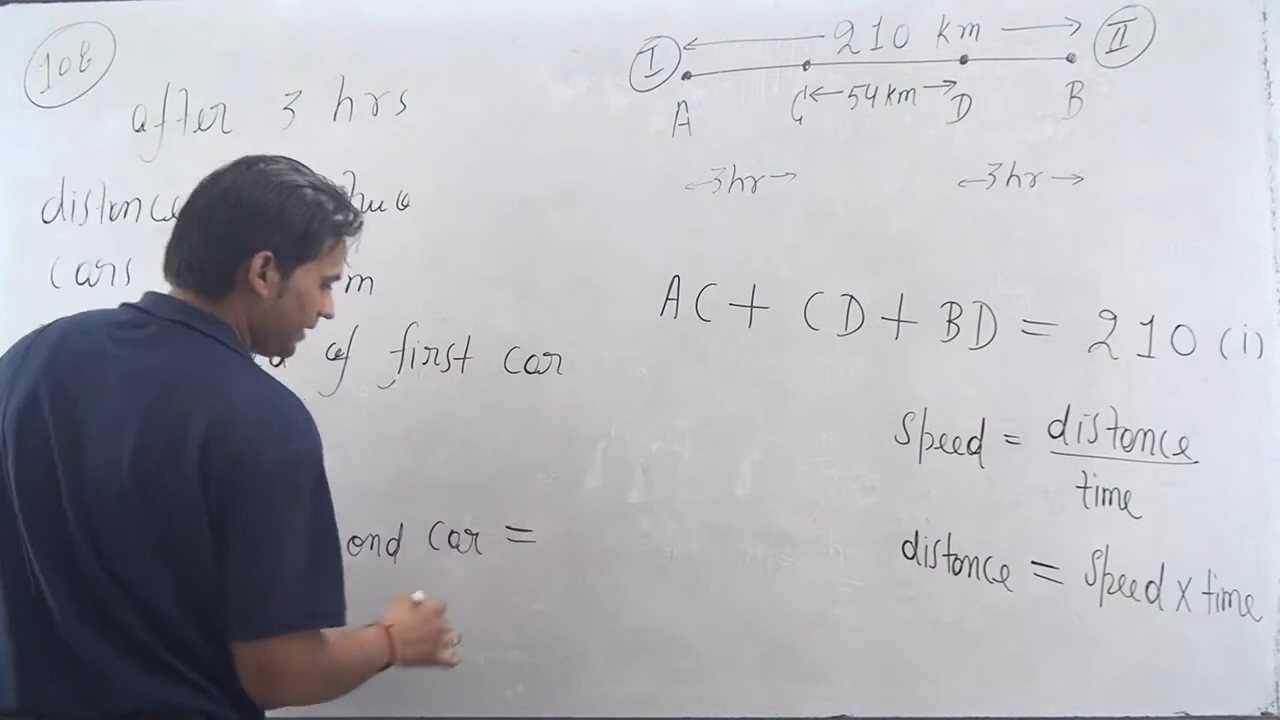 108
after 3 hrs
distance
cars m
of first car
ond car =
I 210 km II
A C 54 km D B
3hr 3hr
AC + CD + BD = 210 (i)
Speed = distance
time
distance = Speed x time